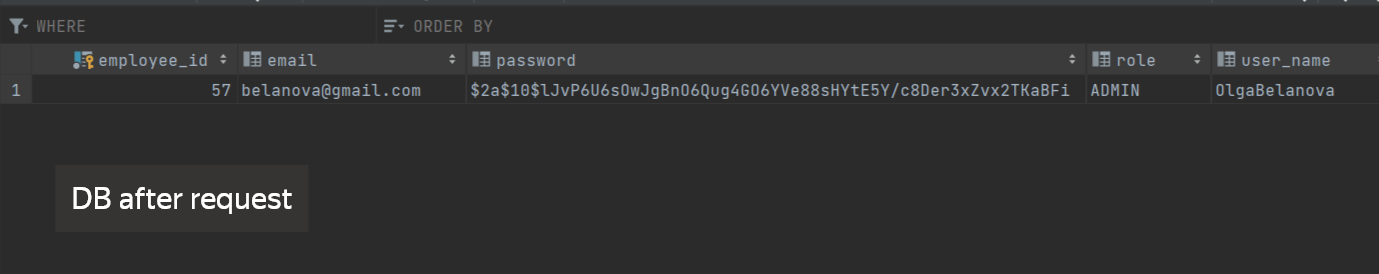 WHERE ORDER BY
employee_id email password role user_name
1 57 belanova@gmail.com $2a$10$lJvP6U6sOwJgBnO6Qug4GO6YVe88sHYtE5Y/c8Der3xZvx2TKaBFi ADMIN OlgaBelanova
DB after request